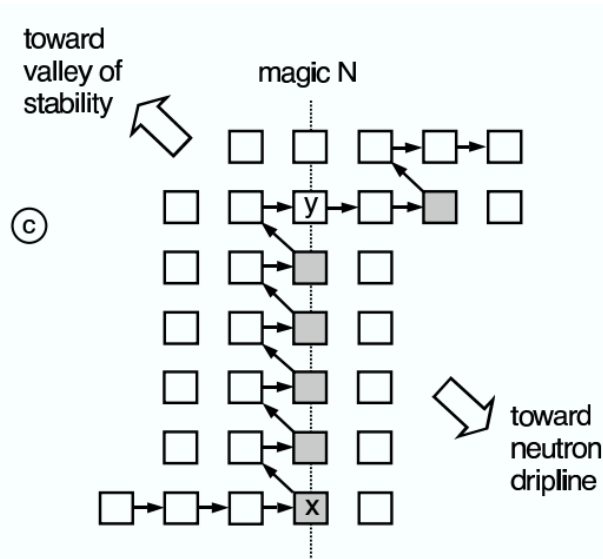 toward
valley of
stability
magic N
y
c
toward
neutron
dripline
x